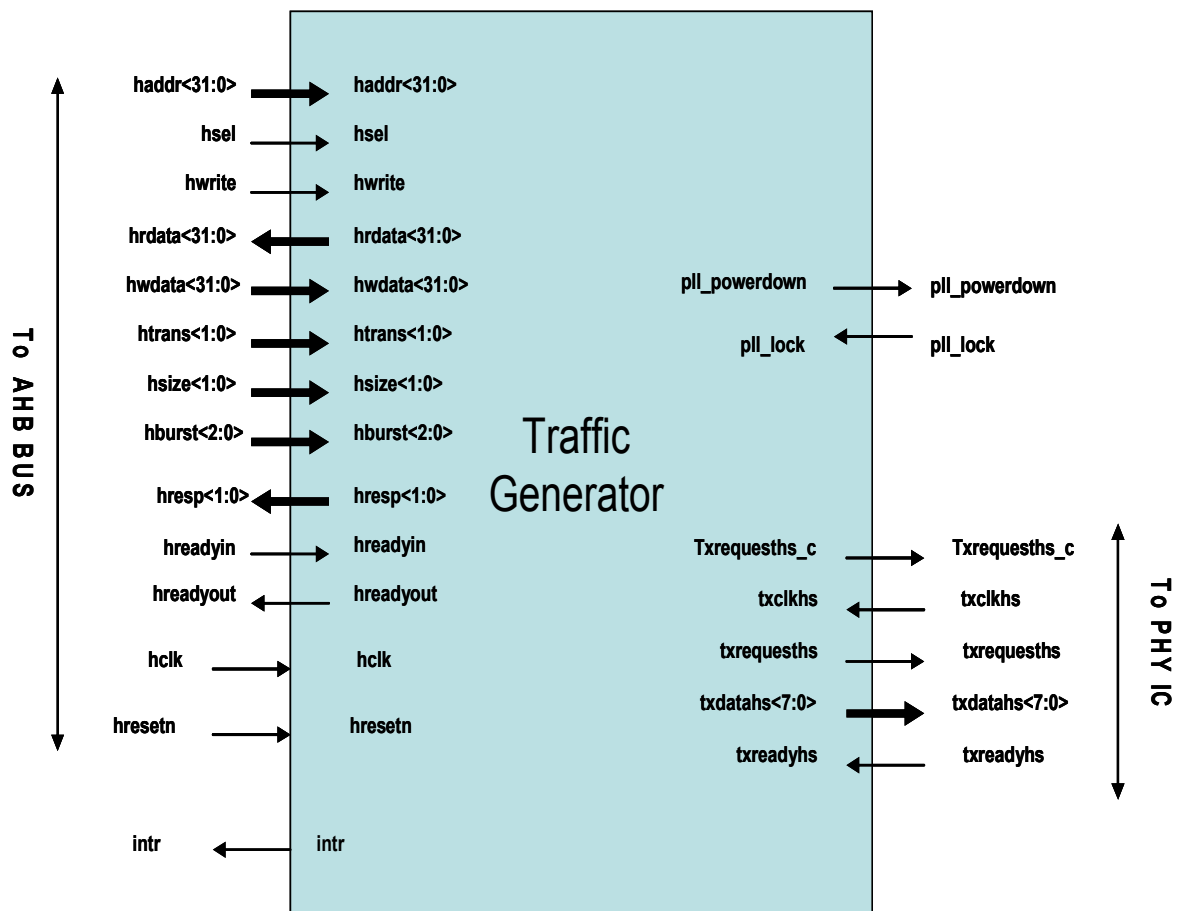 haddr<31:0> haddr<31:0>
hsel hsel
hwrite hwrite
hrdata<31:0> hrdata<31:0>
hwdata<31:0> hwdata<31:0>
htrans<1:0> htrans<1:0>
hsize<1:0> hsize<1:0>
hburst<2:0> hburst<2:0>
hresp<1:0> hresp<1:0>
hreadyin hreadyin
hreadyout hreadyout
hclk hclk
hresetn hresetn
intr intr
To AHB BUS
Traffic
Generator
pll_powerdown pll_powerdown
pll_lock pll_lock
Txrequesths_c Txrequesths_c
txclkhs txclkhs
txrequesths txrequesths
txdatahs<7:0> txdatahs<7:0>
txreadyhs txreadyhs
To PHY IC